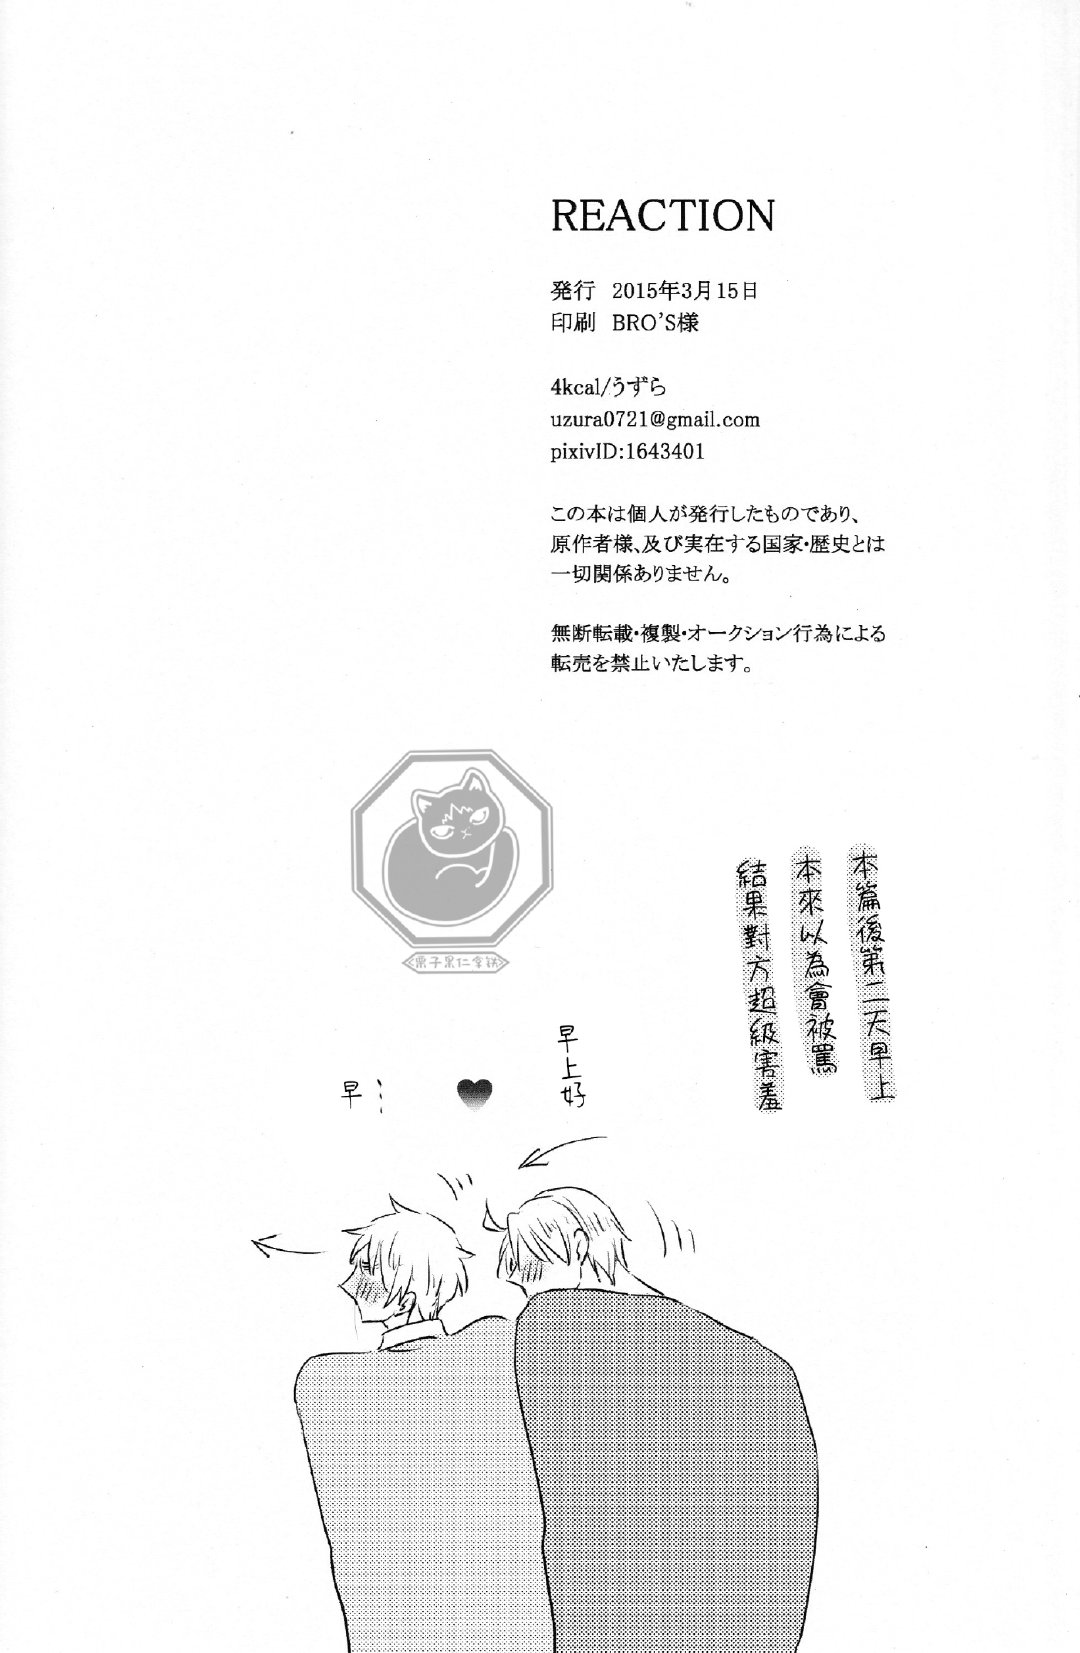 REACTION
発行 2015年3月15日
印刷 BRO'S様
4kcal/うずら
uzura0721@gmail.com
pixivID:1643401
この本は個人が発行したものであり、
原作者様、及び実在する国家・歴史とは
一切関係ありません。
無断転載・複製・オークション行為による
転売を禁止いたします。
栗子果仁拿铁
本篇後第二天早上
本來以為會被罵
結果對方超級害羞
早上好
早…